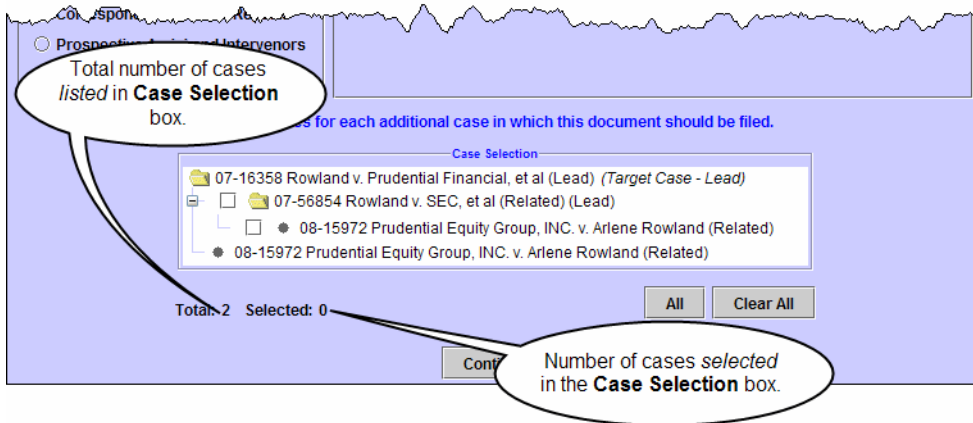 Prospective
Intervenors
Total number of cases
listed in Case Selection
box.
for each additional case in which this document should be filed.
Case Selection
07-16358 Rowland v. Prudential Financial, et al (Lead) (Target Case - Lead)
07-56854 Rowland v. SEC, et al (Related) (Lead)
08-15972 Prudential Equity Group, INC. v. Arlene Rowland (Related)
08-15972 Prudential Equity Group, INC. v. Arlene Rowland (Related)
Total: 2 Selected: 0
All
Clear All
Number of cases selected
in the Case Selection box.